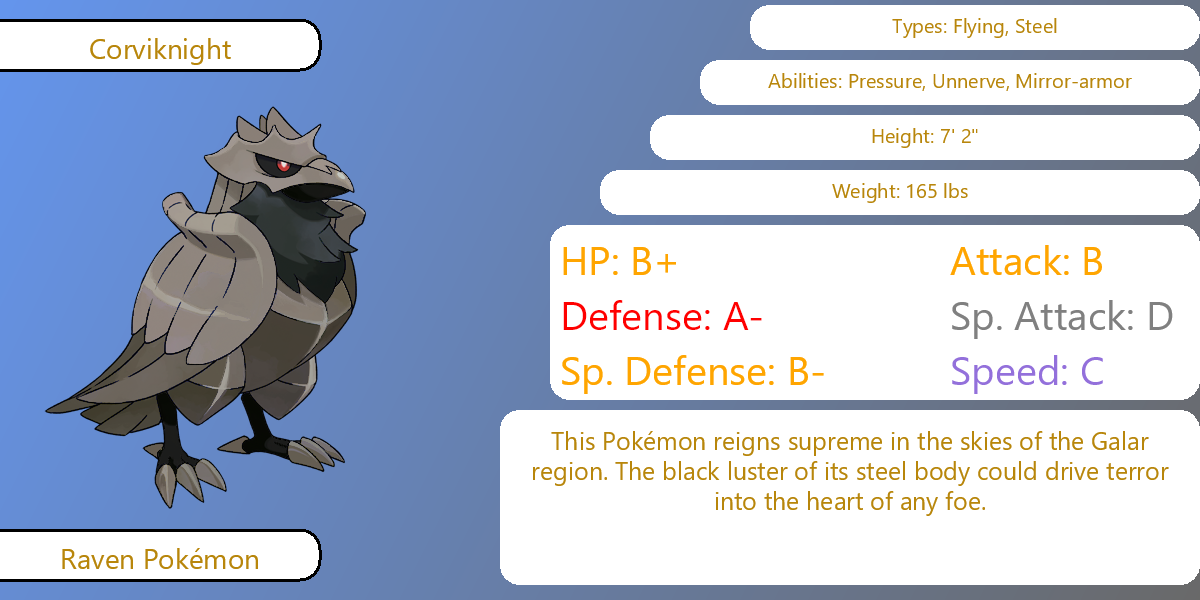 Corviknight
Types: Flying, Steel
Abilities: Pressure, Unnerve, Mirror-armor
Height: 7' 2"
Weight: 165 lbs
HP: B+ Attack: B
Defense: A- Sp. Attack: D
Sp. Defense: B- Speed: C
This Pokémon reigns supreme in the skies of the Galar
region. The black luster of its steel body could drive terror
into the heart of any foe.
Raven Pokémon